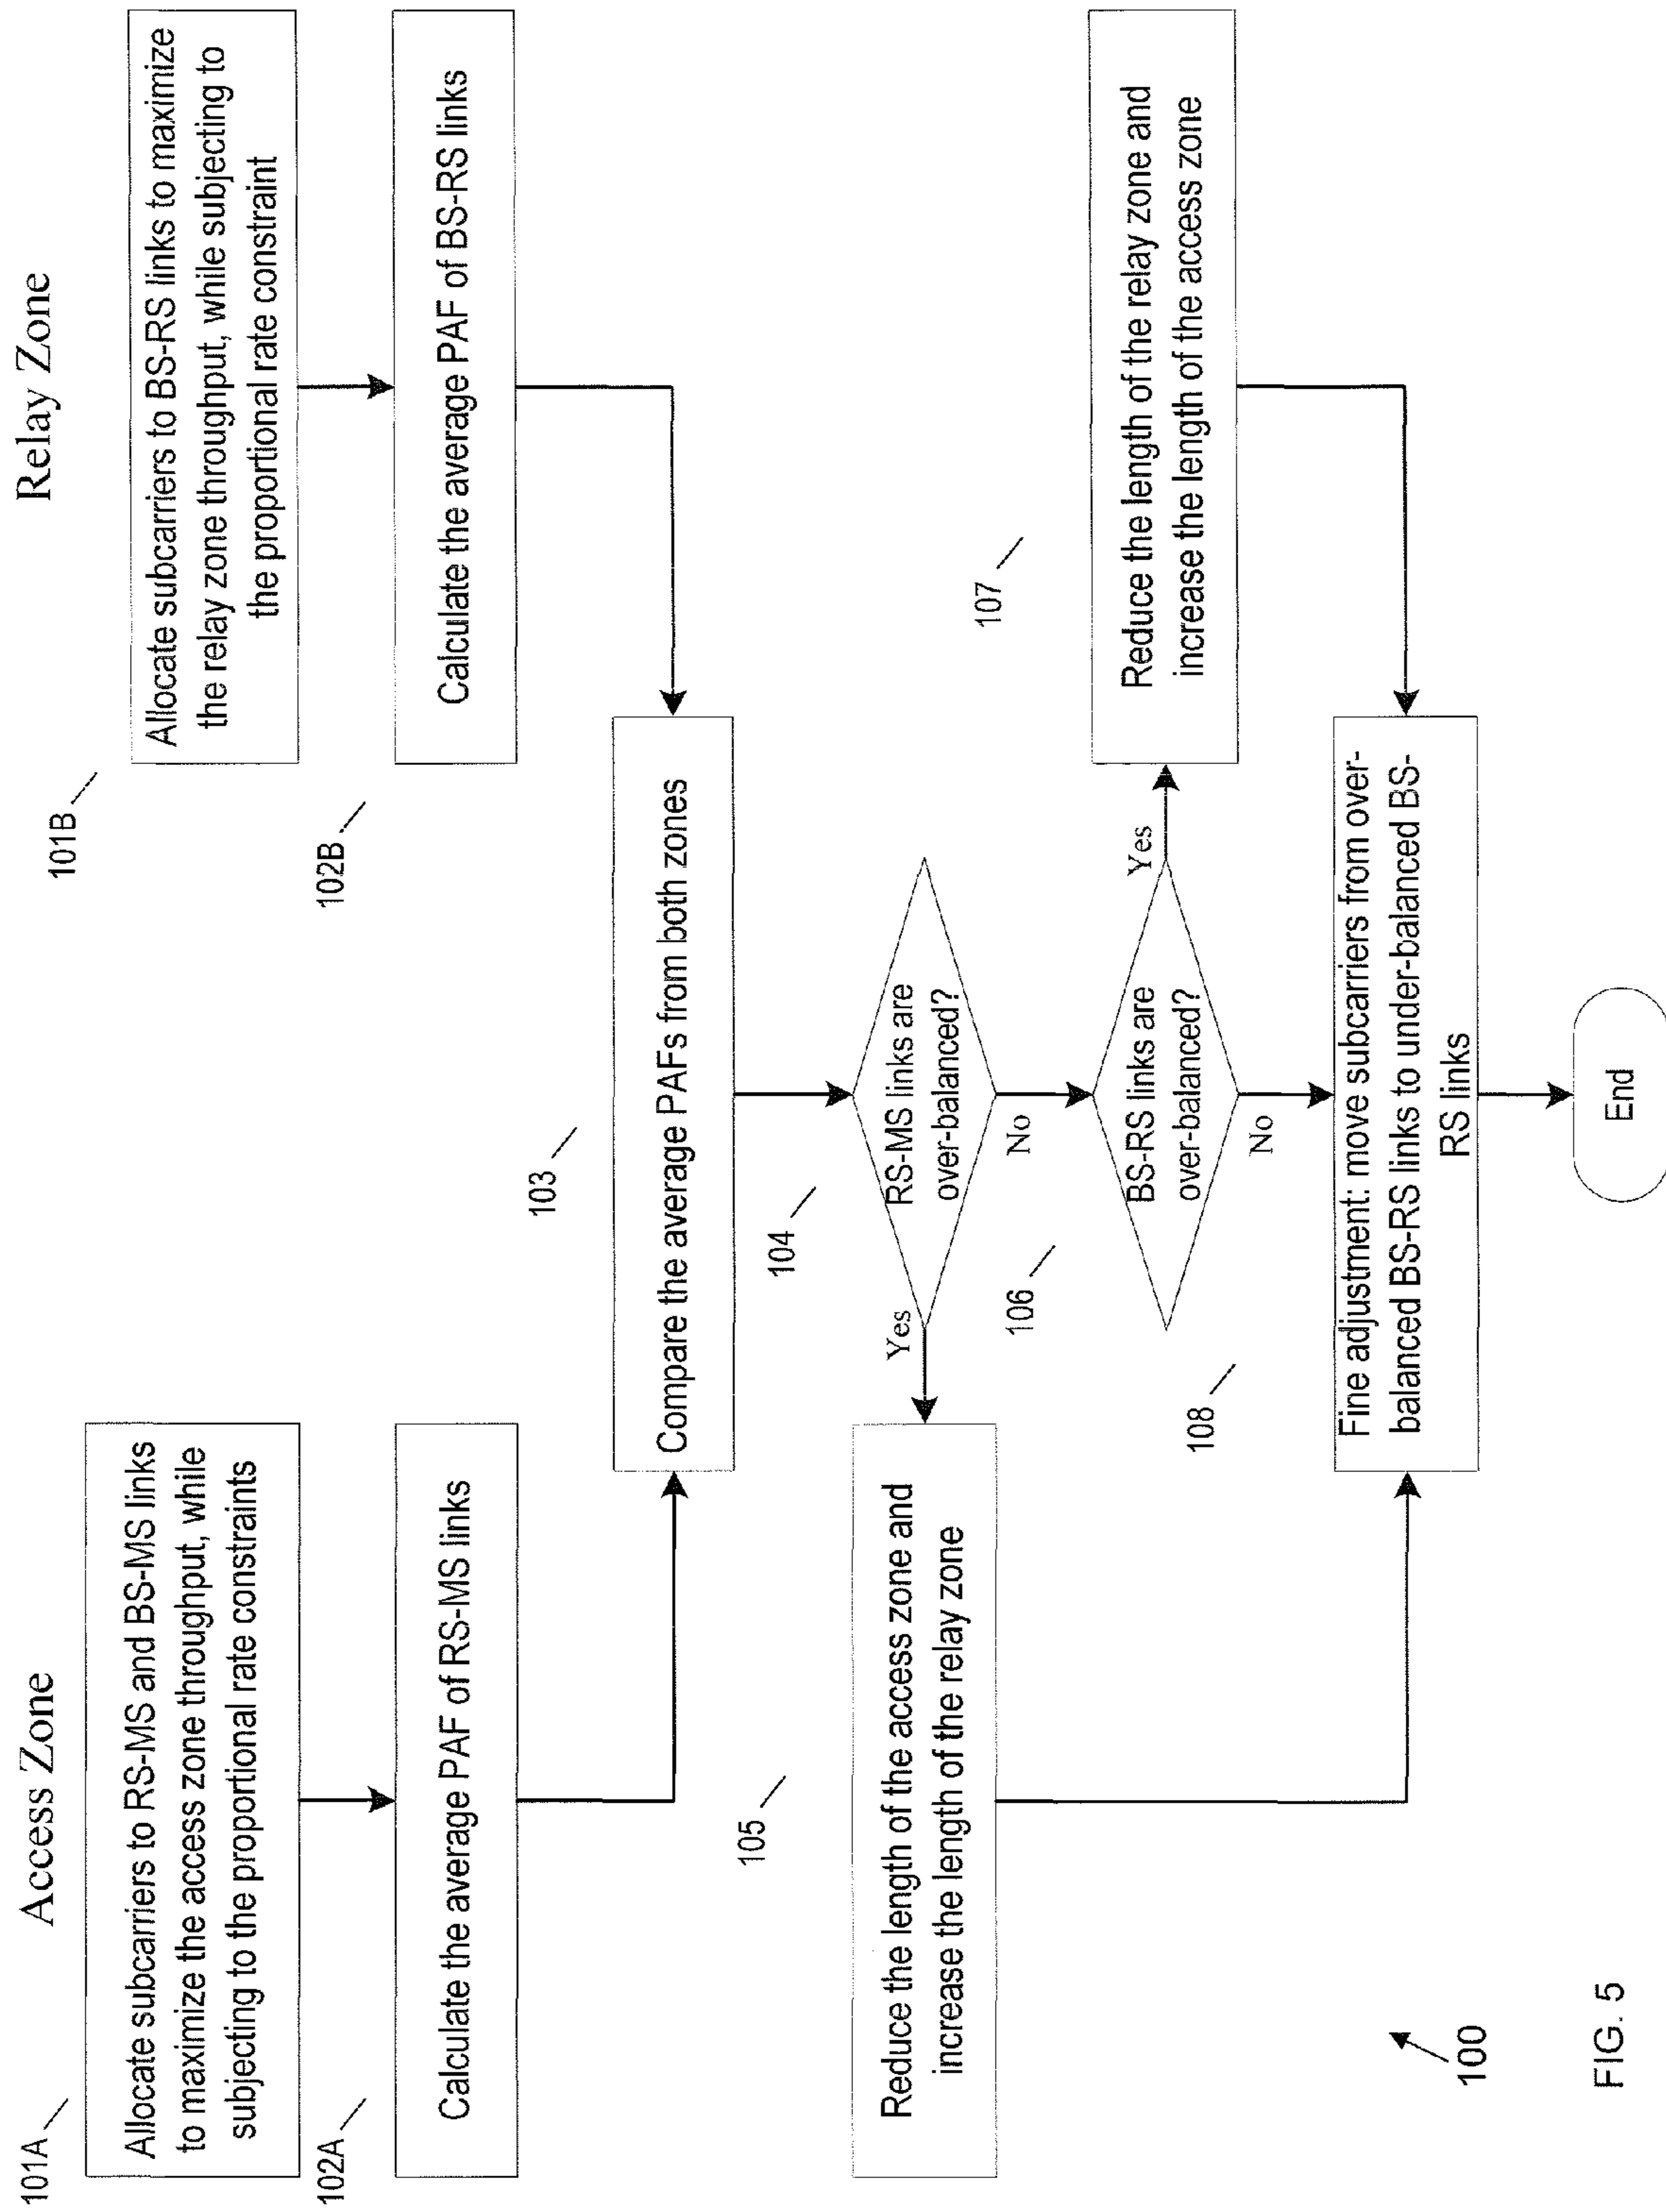 Access Zone
Relay Zone
101A
Allocate subcarriers to RS-MS and BS-MS links
to maximize the access zone throughput, while
subjecting to the proportional rate constraints
101B
Allocate subcarriers to BS-RS links to maximize
the relay zone throughput, while subjecting to
the proportional rate constraint
102A
Calculate the average PAF of RS-MS links
102B
Calculate the average PAF of BS-RS links
103
Compare the average PAFs from both zones
104
RS-MS links are
over-balanced?
Yes
No
105
Reduce the length of the access zone and
increase the length of the relay zone
106
BS-RS links are
over-balanced?
Yes
No
107
Reduce the length of the relay zone and
increase the length of the access zone
108
Fine adjustment: move subcarriers from over-
balanced BS-RS links to under-balanced BS-
RS links
End
100
FIG. 5